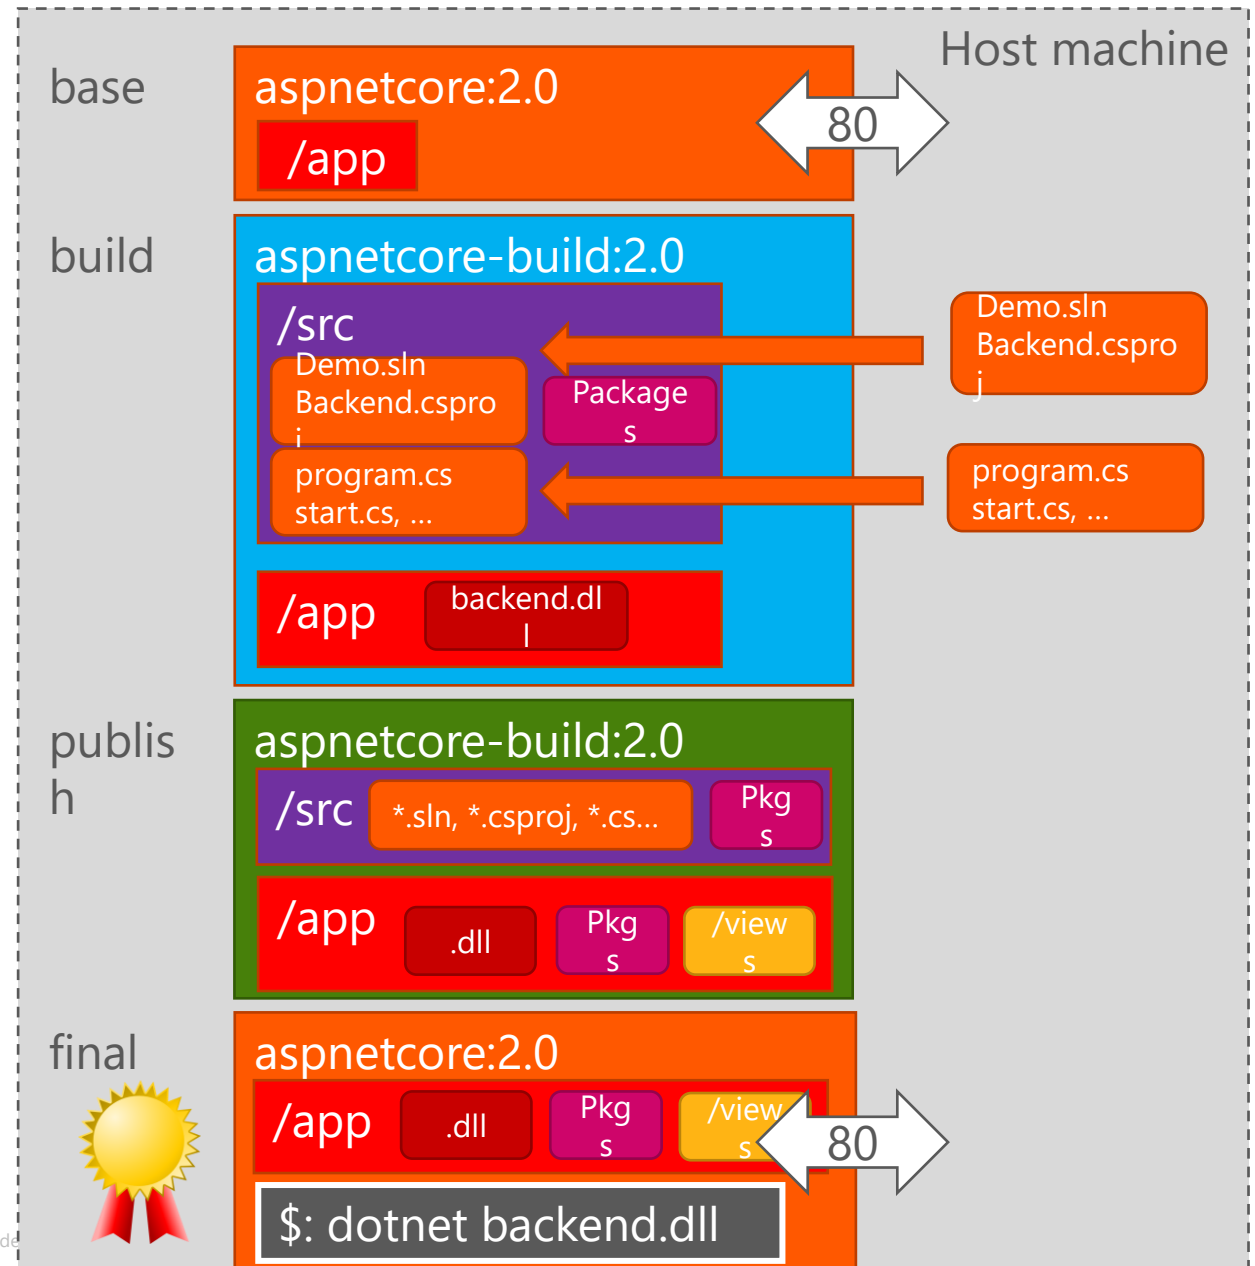 Host machine
base
aspnetcore:2.0
80
/app
build
aspnetcore-build:2.0
/src
Demo.sln
Backend.cspro
j
Packages
program.cs
start.cs, ...
Demo.sln
Backend.cspro
j
program.cs
start.cs, ...
/app
backend.dl
l
publis
h
aspnetcore-build:2.0
/src
*.sln, *.csproj, *.cs...
Pkg
s
/app
.dll
Pkg
s
/view
s
final
aspnetcore:2.0
/app
.dll
Pkg
s
/view
s
80
$: dotnet backend.dll
de